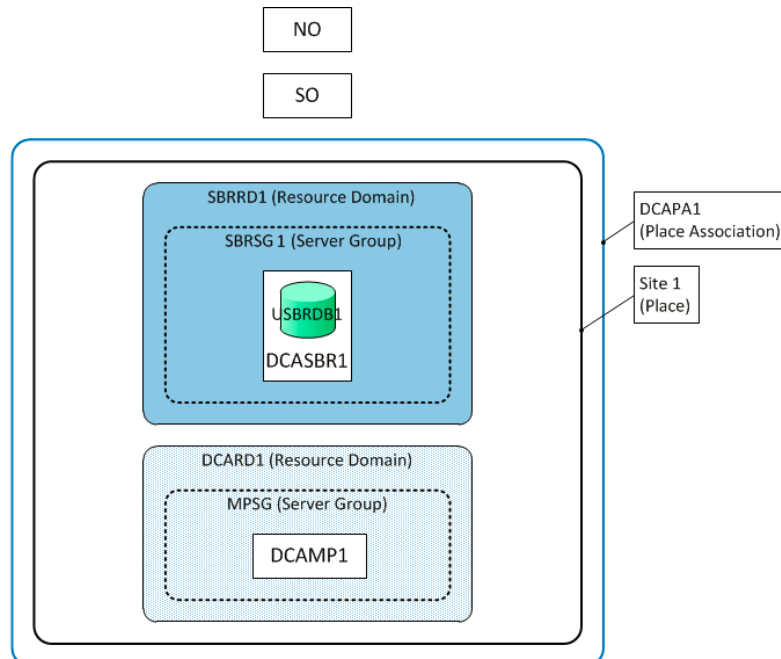 NO
SO
SBRRD1 (Resource Domain)
SBRSG 1 (Server Group)
USBRDB1
DCASBR1
DCARD1 (Resource Domain)
MPSG (Server Group)
DCAMP1
DCAPA1
(Place Association)
Site 1
(Place)